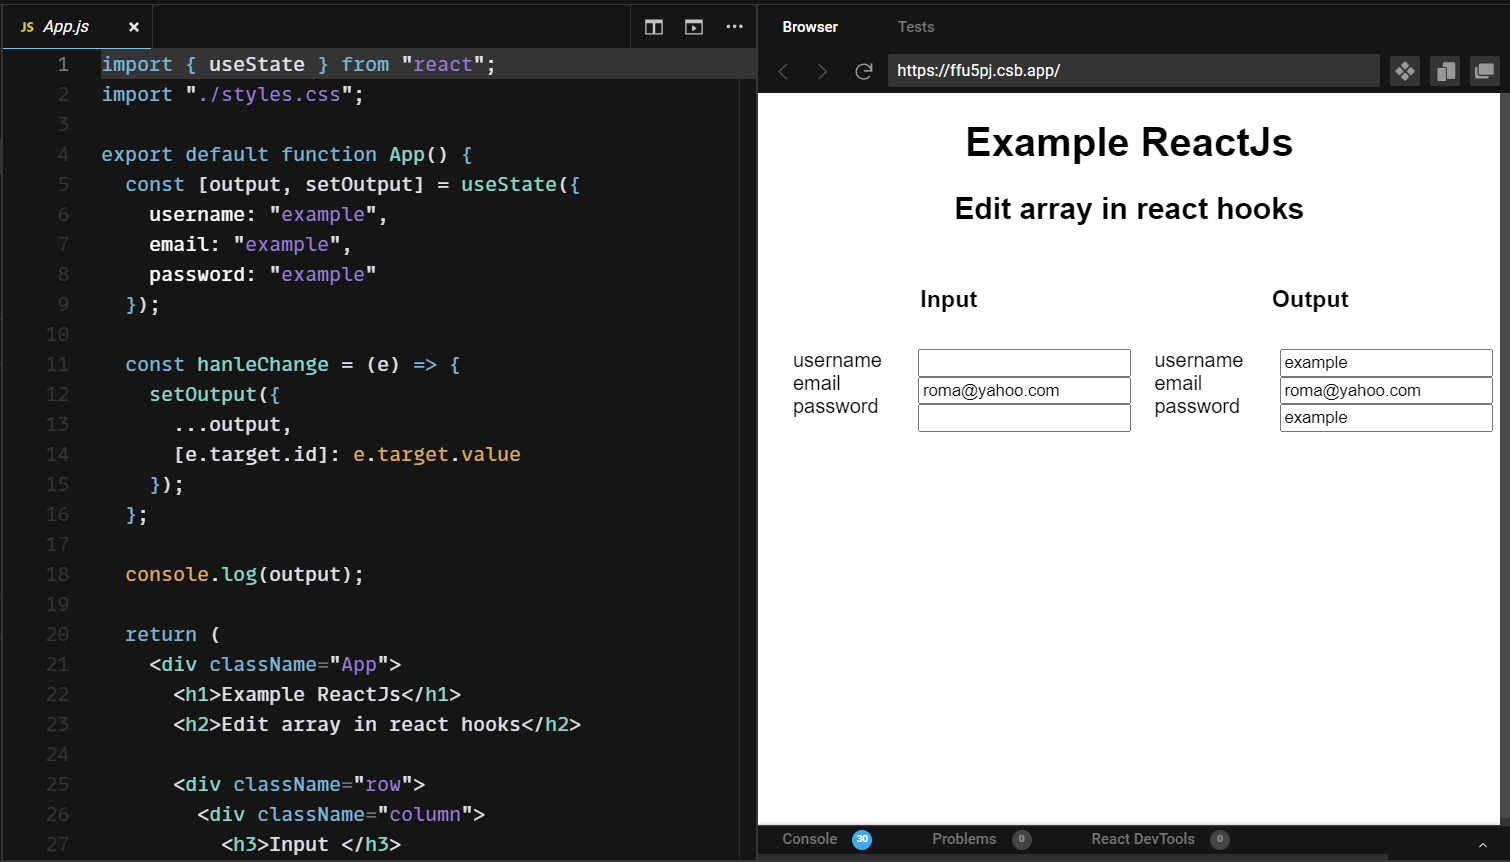 JS App.js ×
1 import { useState } from "react";
2 import "./styles.css";
3
4 export default function App() {
5 const [output, setOutput] = useState({
6 username: "example",
7 email: "example",
8 password: "example"
9 });
10
11 const hanleChange = (e) => {
12 setOutput({
13 ...output,
14 [e.target.id]: e.target.value
15 });
16 };
17
18 console.log(output);
19
20 return (
21 <div className="App">
22 <h1>Example ReactJs</h1>
23 <h2>Edit array in react hooks</h2>
24
25 <div className="row">
26 <div className="column">
27 <h3>Input </h3>
Browser Tests
https://ffu5pj.csb.app/
Example ReactJs
Edit array in react hooks
Input
username
email roma@yahoo.com
password
Output
username example
email roma@yahoo.com
password example
Console 30 Problems 0 React DevTools 0